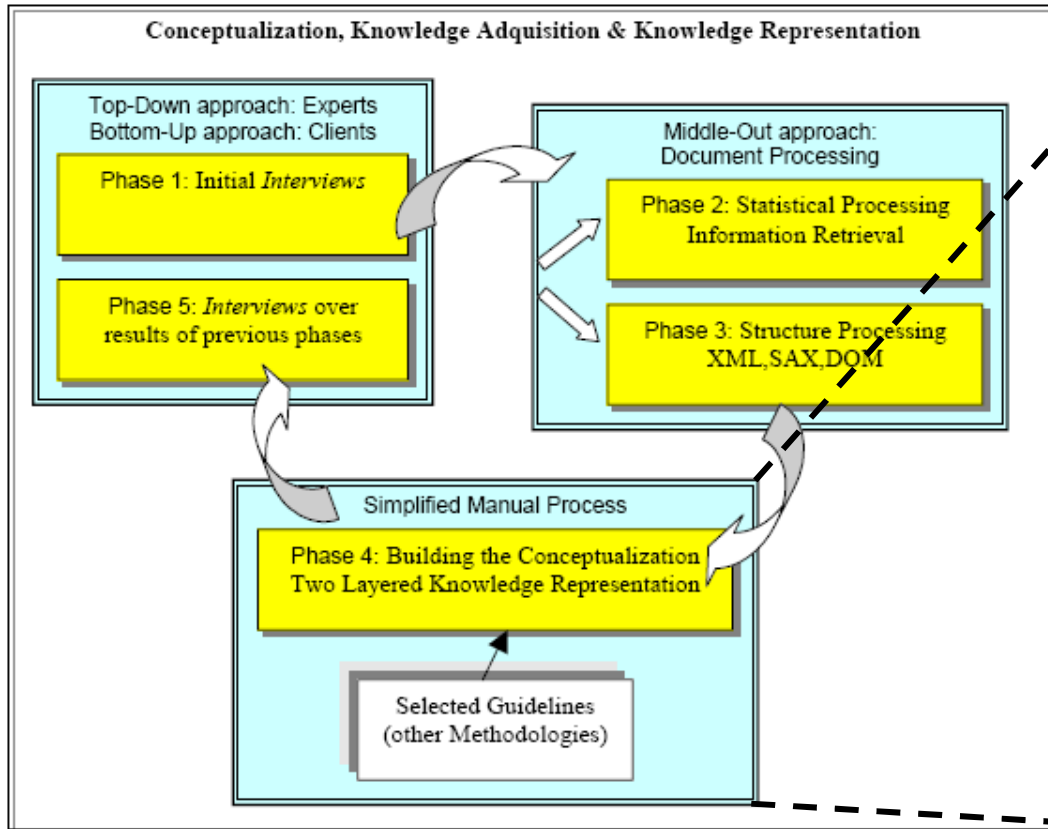 Conceptualization, Knowledge Adquisition & Knowledge Representation
Top-Down approach: Experts
Bottom-Up approach: Clients
Phase 1: Initial Interviews
Phase 5: Interviews over
results of previous phases
Middle-Out approach:
Document Processing
Phase 2: Statistical Processing
Information Retrieval
Phase 3: Structure Processing
XML,SAX,DOM
Simplified Manual Process
Phase 4: Building the Conceptualization
Two Layered Knowledge Representation
Selected Guidelines
(other Methodologies)